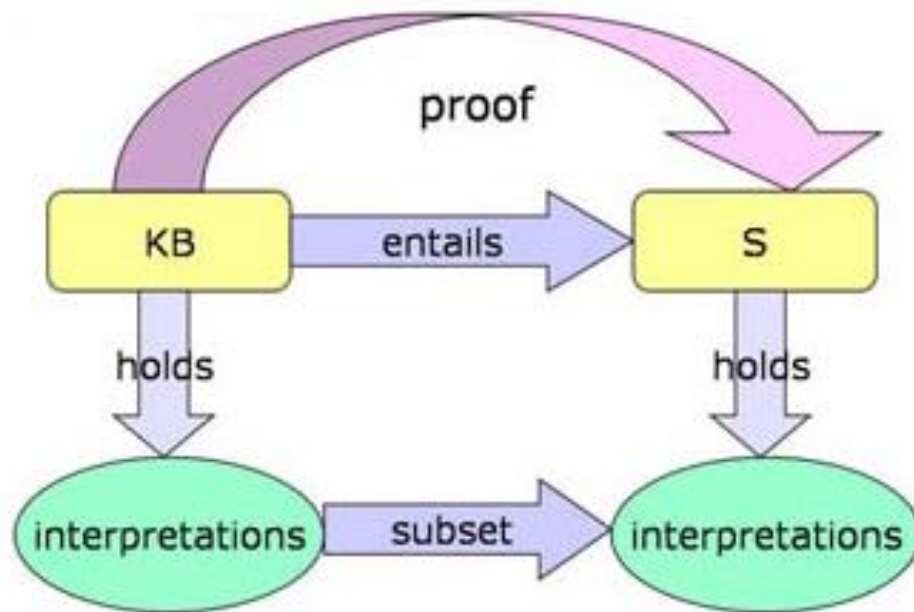 proof
KB
entails
S
holds
holds
interpretations
subset
interpretations